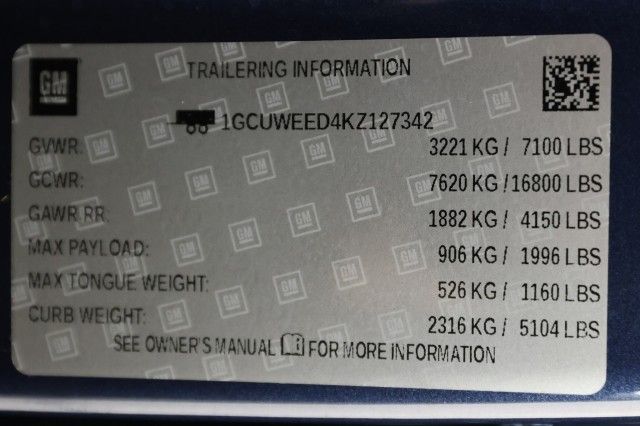 GM
TRAILERING INFORMATION
1GCUWEED4KZ127342
GVWR: 3221 KG / 7100 LBS
GCWR: 7620 KG / 16800 LBS
GAWR RR: 1882 KG / 4150 LBS
MAX PAYLOAD: 906 KG / 1996 LBS
MAX TONGUE WEIGHT: 526 KG / 1160 LBS
CURB WEIGHT: 2316 KG / 5104 LBS
SEE OWNER'S MANUAL FOR MORE INFORMATION